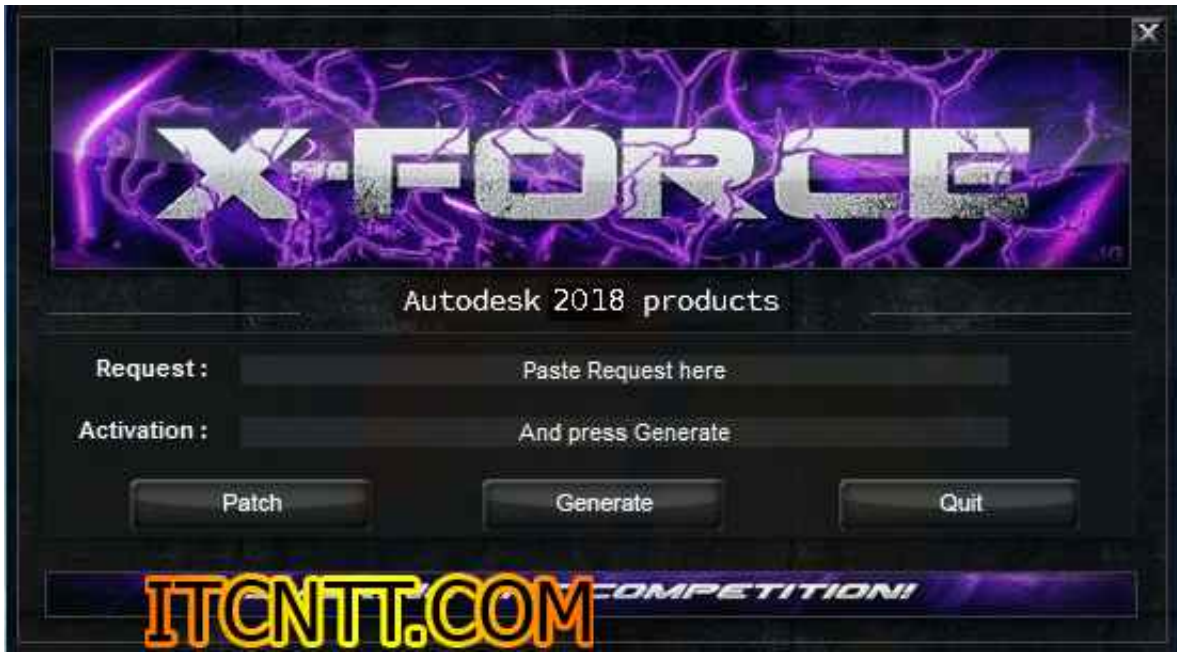 X
X-FORCE
Autodesk 2018 products
Request :
Paste Request here
Activation :
And press Generate
Patch
Generate
Quit
COMPETITION!
ITCNTT.COM